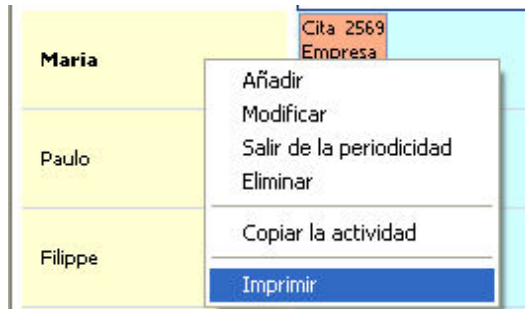 Cita 2569
Empresa
Maria
Añadir
Modificar
Salir de la periodicidad
Eliminar
Copiar la actividad
Imprimir
Paulo
Filippe